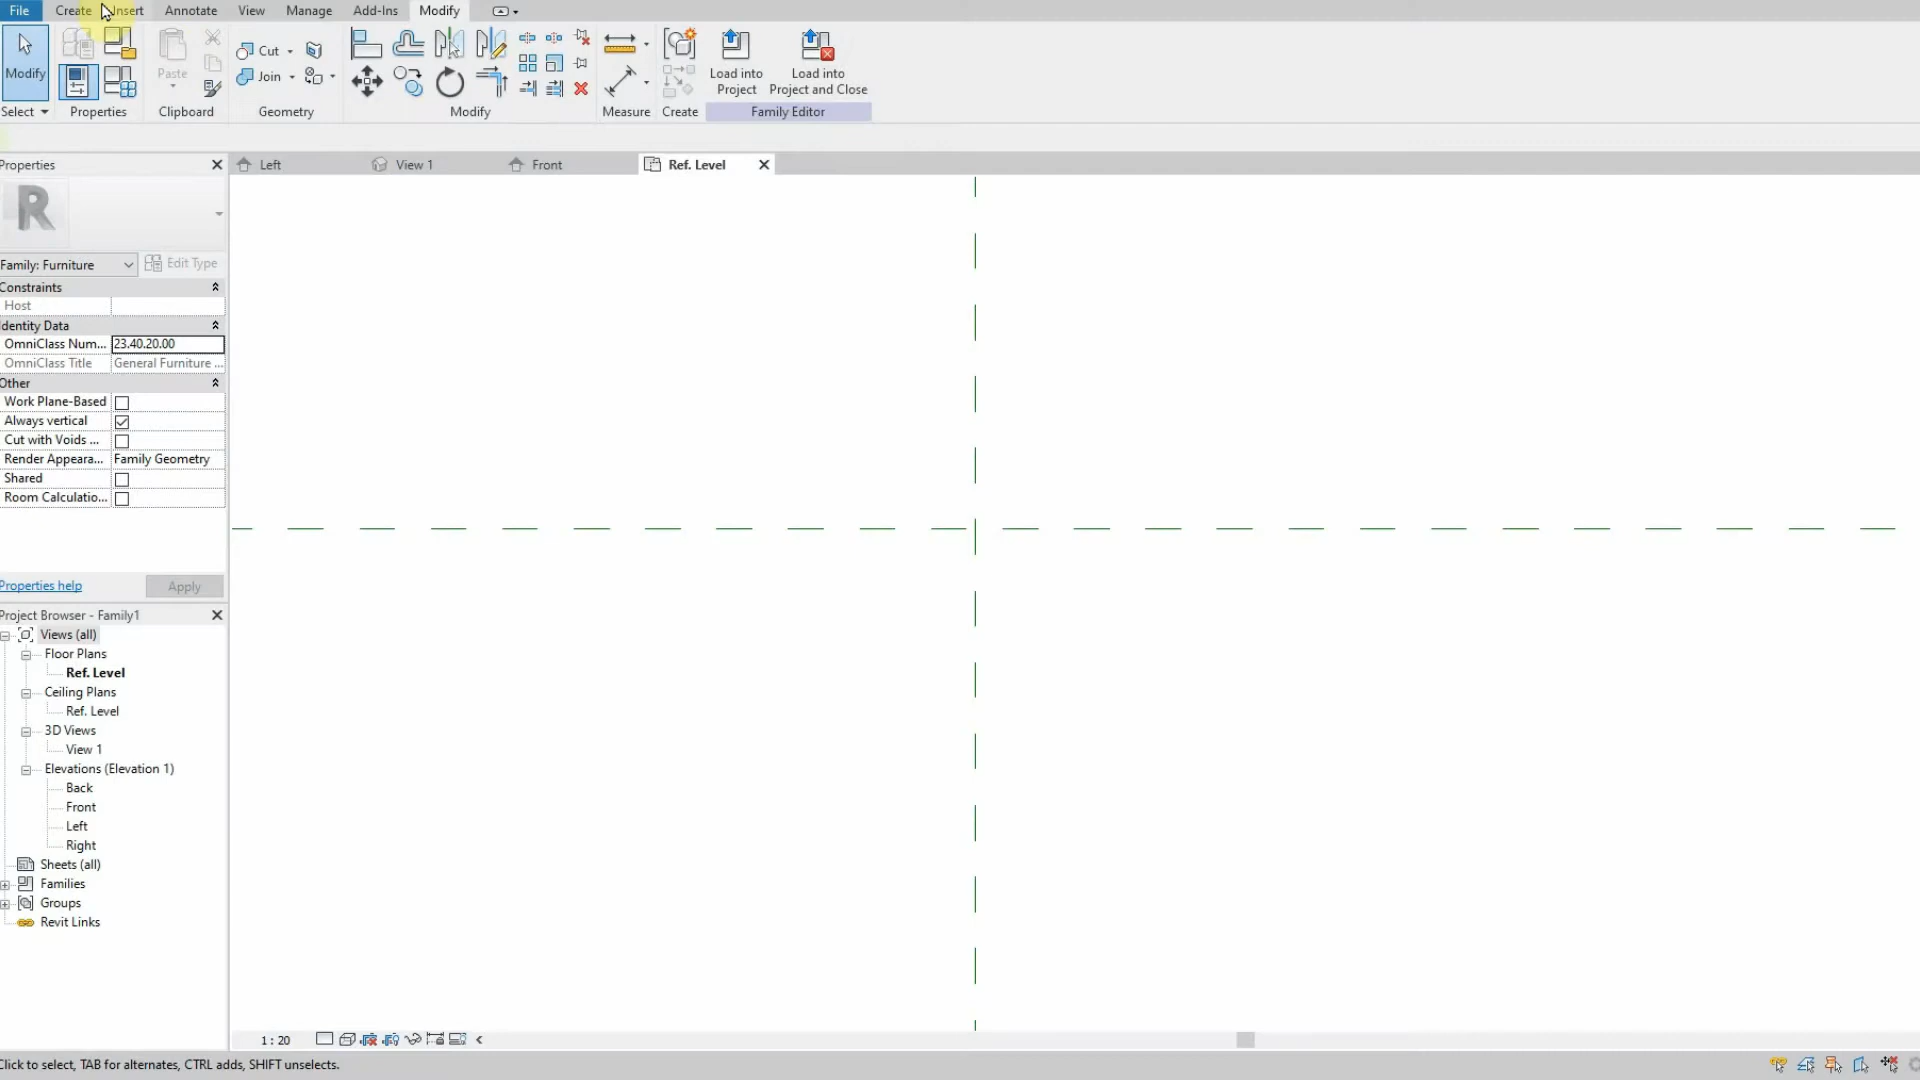 File Create Insert Annotate View Manage Add-Ins Modify
Modify
Paste
Cut
Join
Load into Project
Load into Project and Close
Select Properties Clipboard Geometry Modify Measure Create Family Editor
Properties
Left View 1 Front Ref. Level
R
Family: Furniture Edit Type
Constraints
Host
Identity Data
OmniClass Num... 23.40.20.00
OmniClass Title General Furniture ...
Other
Work Plane-Based
Always vertical
Cut with Voids ...
Render Appeara... Family Geometry
Shared
Room Calculatio...
Properties help Apply
Project Browser - Family1
Views (all)
Floor Plans
Ref. Level
Ceiling Plans
Ref. Level
3D Views
View 1
Elevations (Elevation 1)
Back
Front
Left
Right
Sheets (all)
Families
Groups
Revit Links
1 : 20
Click to select, TAB for alternates, CTRL adds, SHIFT unselects.